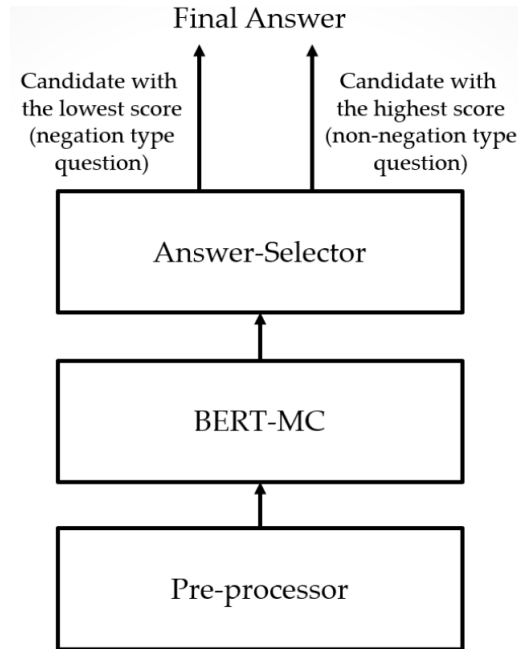 Final Answer
Candidate with
the lowest score
(negation type
question)
Candidate with
the highest score
(non-negation type
question)
Answer-Selector
BERT-MC
Pre-processor